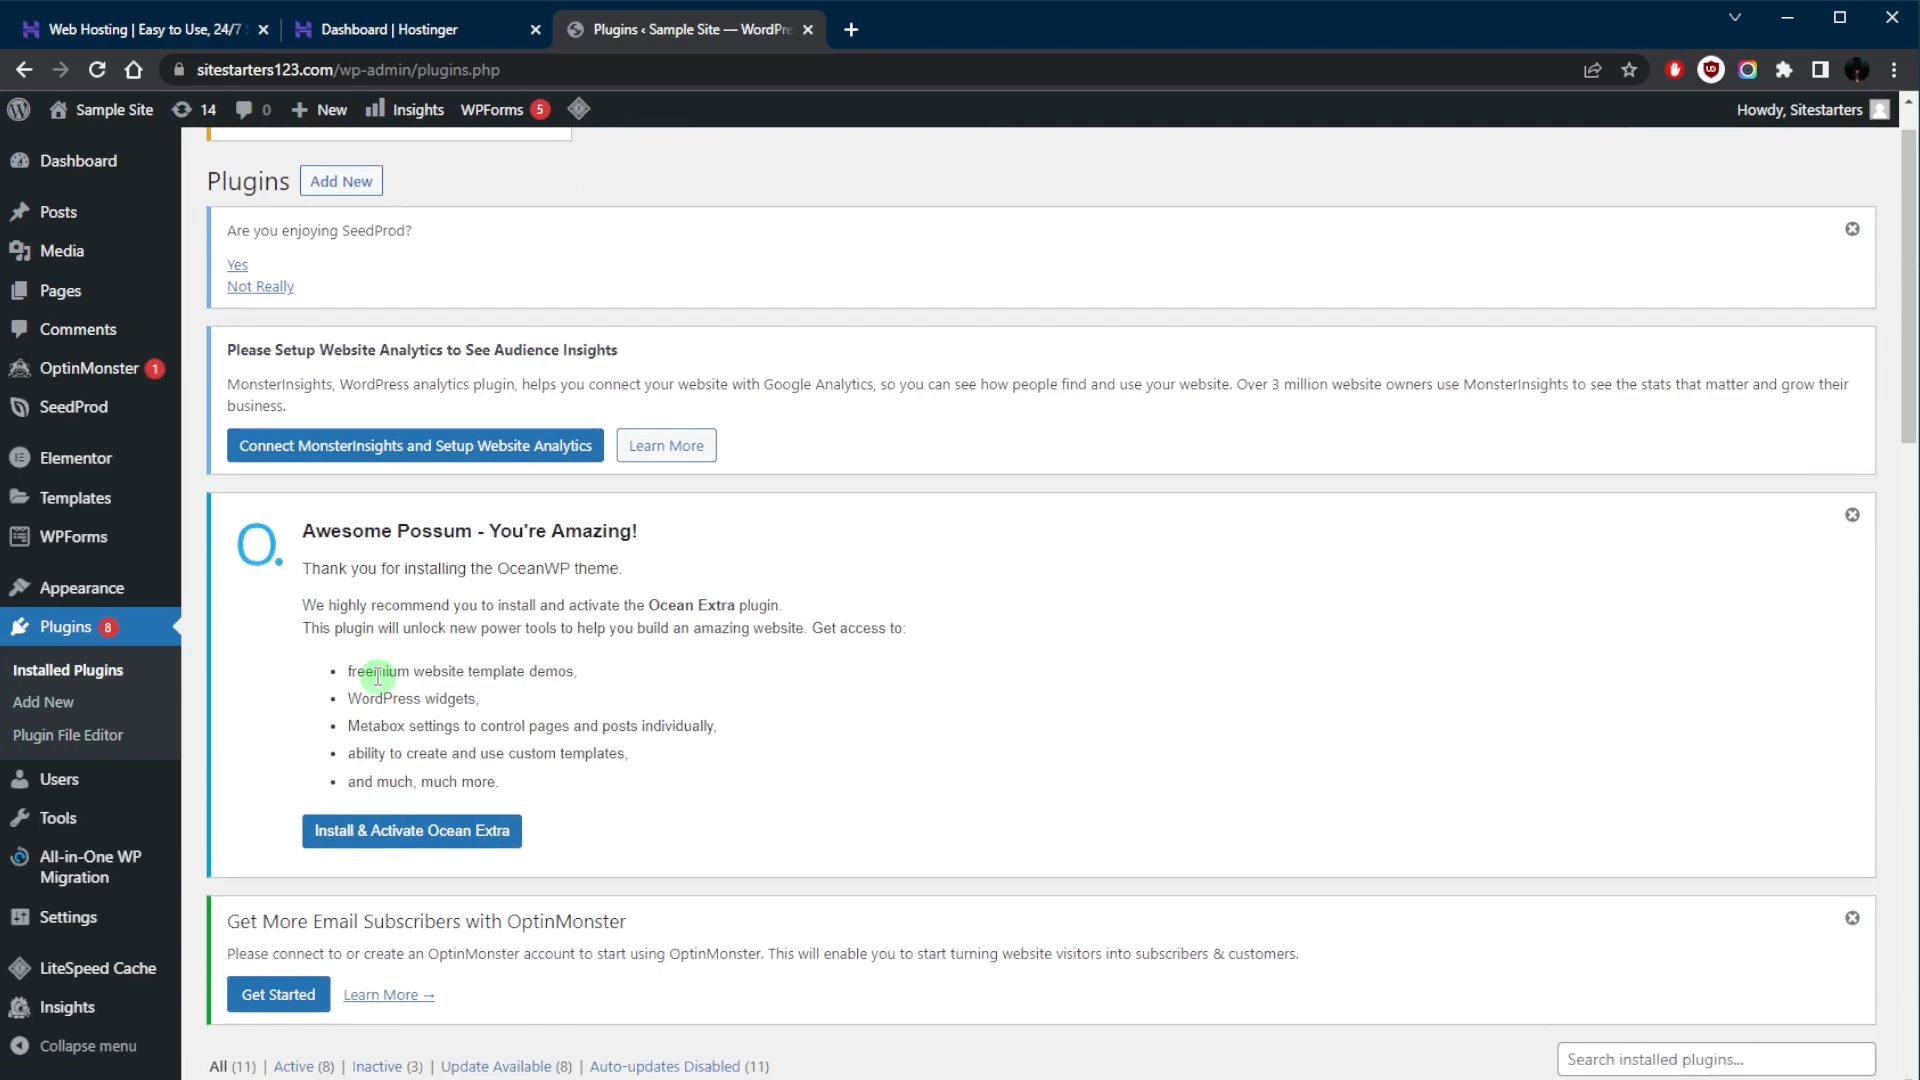 Web Hosting | Easy to Use, 24/7
Dashboard | Hostinger
Plugins ‹ Sample Site — WordPre
sitestarters123.com/wp-admin/plugins.php
Sample Site
14
0
New
Insights
WPForms 5
Howdy, Sitestarters
Dashboard
Posts
Media
Pages
Comments
OptinMonster 1
SeedProd
Elementor
Templates
WPForms
Appearance
Plugins 8
Installed Plugins
Add New
Plugin File Editor
Users
Tools
All-in-One WP
Migration
Settings
LiteSpeed Cache
Insights
Collapse menu
Plugins Add New
Are you enjoying SeedProd?
Yes
Not Really
Please Setup Website Analytics to See Audience Insights
MonsterInsights, WordPress analytics plugin, helps you connect your website with Google Analytics, so you can see how people find and use your website. Over 3 million website owners use MonsterInsights to see the stats that matter and grow their
business.
Connect MonsterInsights and Setup Website Analytics Learn More
O.
Awesome Possum - You're Amazing!
Thank you for installing the OceanWP theme.
We highly recommend you to install and activate the Ocean Extra plugin.
This plugin will unlock new power tools to help you build an amazing website. Get access to:
• freemium website template demos,
• WordPress widgets,
• Metabox settings to control pages and posts individually,
• ability to create and use custom templates,
• and much, much more.
Install & Activate Ocean Extra
Get More Email Subscribers with OptinMonster
Please connect to or create an OptinMonster account to start using OptinMonster. This will enable you to start turning website visitors into subscribers & customers.
Get Started Learn More →
All (11) | Active (8) | Inactive (3) | Update Available (8) | Auto-updates Disabled (11)
Search installed plugins...